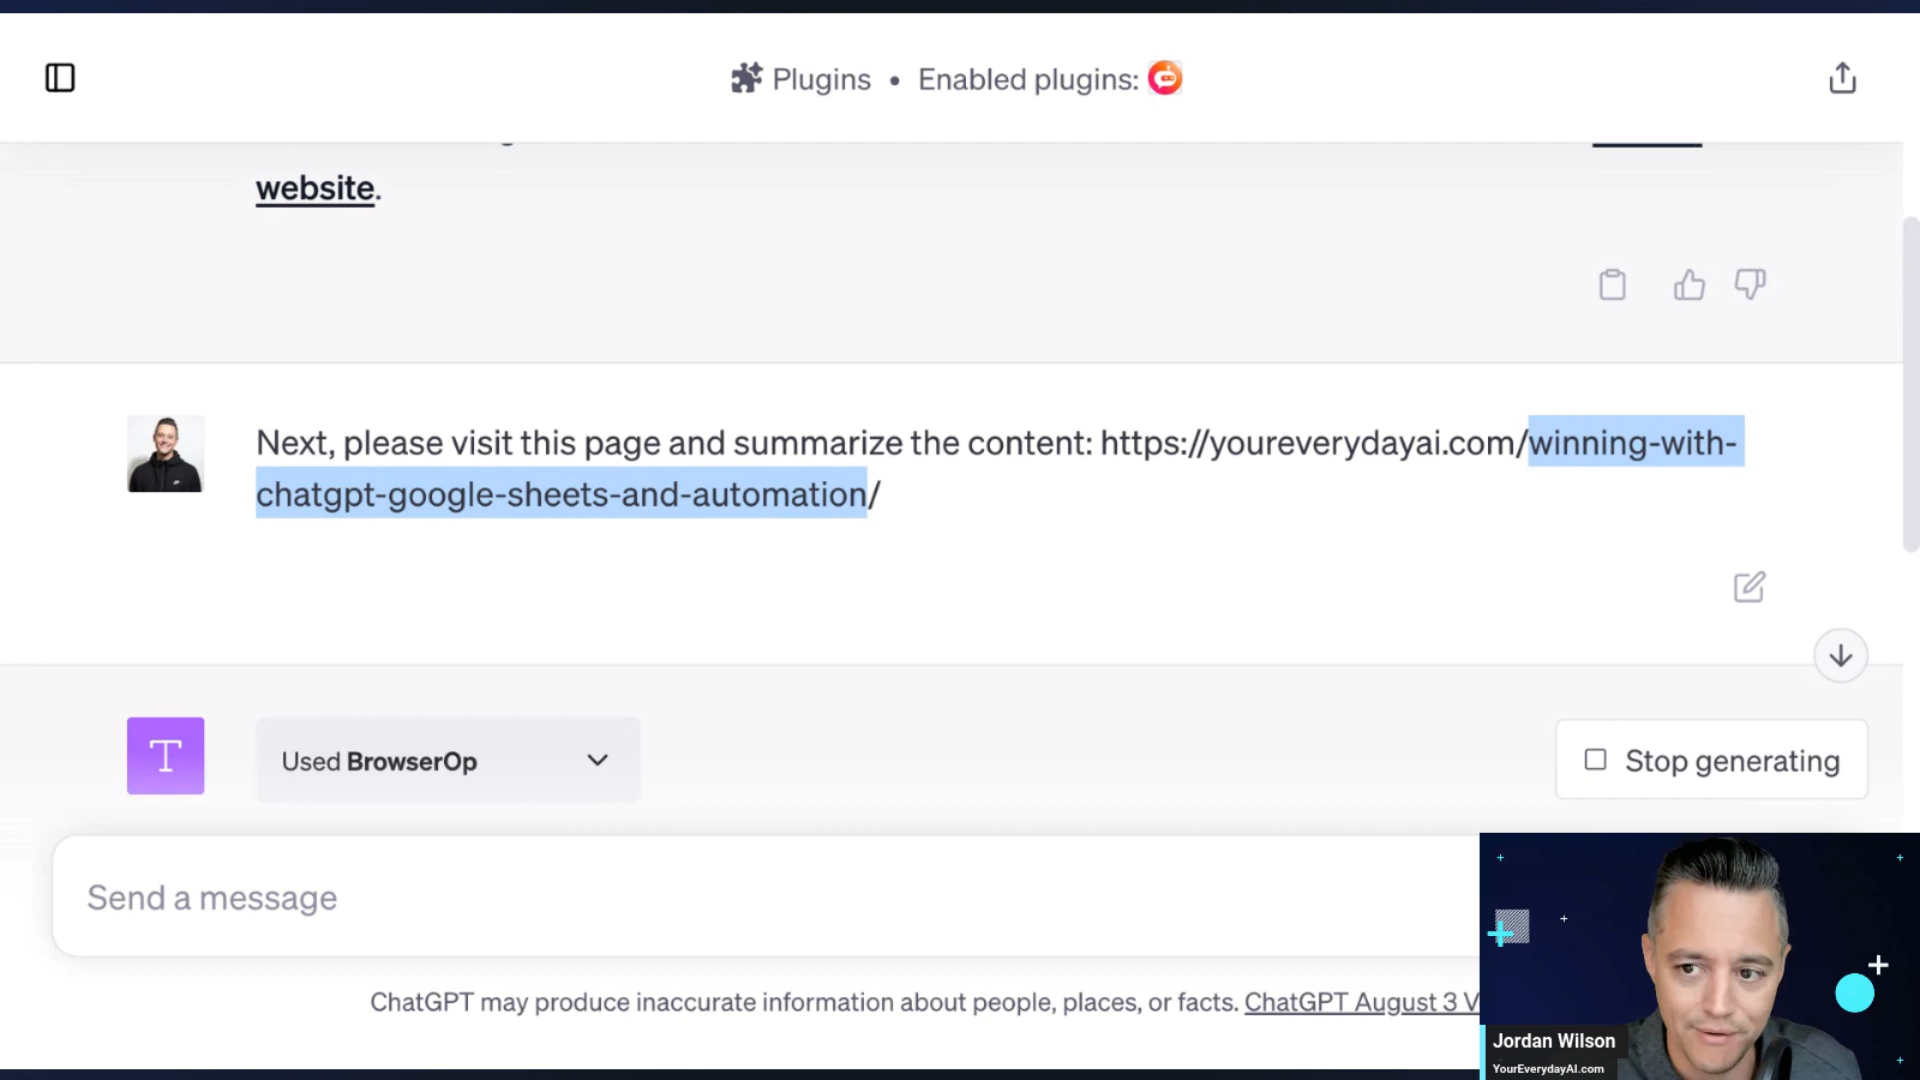 Plugins • Enabled plugins:
website.
Next, please visit this page and summarize the content: https://youreverydayai.com/winning-with-
chatgpt-google-sheets-and-automation/
T
Used BrowserOp
Stop generating
Send a message
ChatGPT may produce inaccurate information about people, places, or facts. ChatGPT August 3 V
Jordan Wilson
YourEverydayAI.com